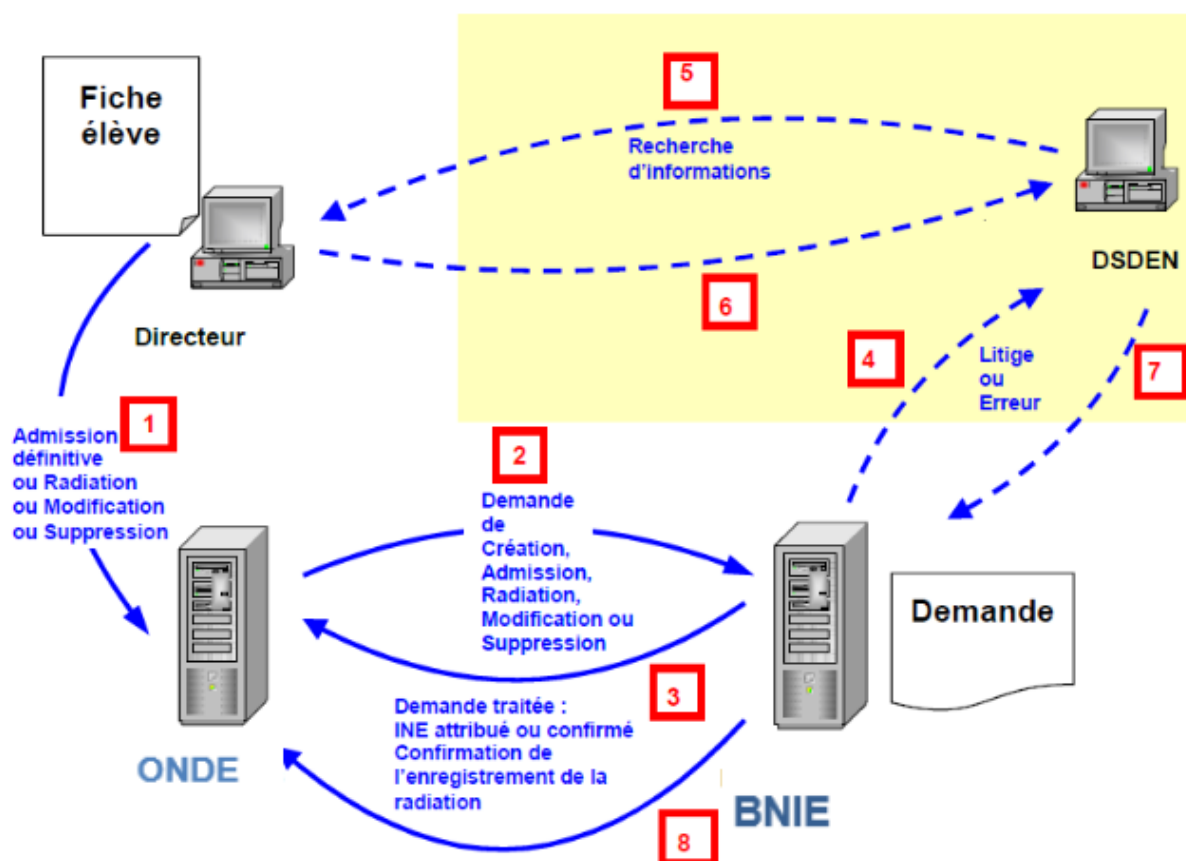 Fiche
élève
5
Recherche
d'informations
DSDEN
6
Directeur
4
Litige
ou
Erreur
7
1
Admission
définitive
ou Radiation
ou Modification
ou Suppression
2
Demande
de
Création,
Admission,
Radiation,
Modification ou
Suppression
Demande
3
Demande traitée :
INE attribué ou confirmé
Confirmation de
l'enregistrement de la
radiation
ONDE
BNIE
8